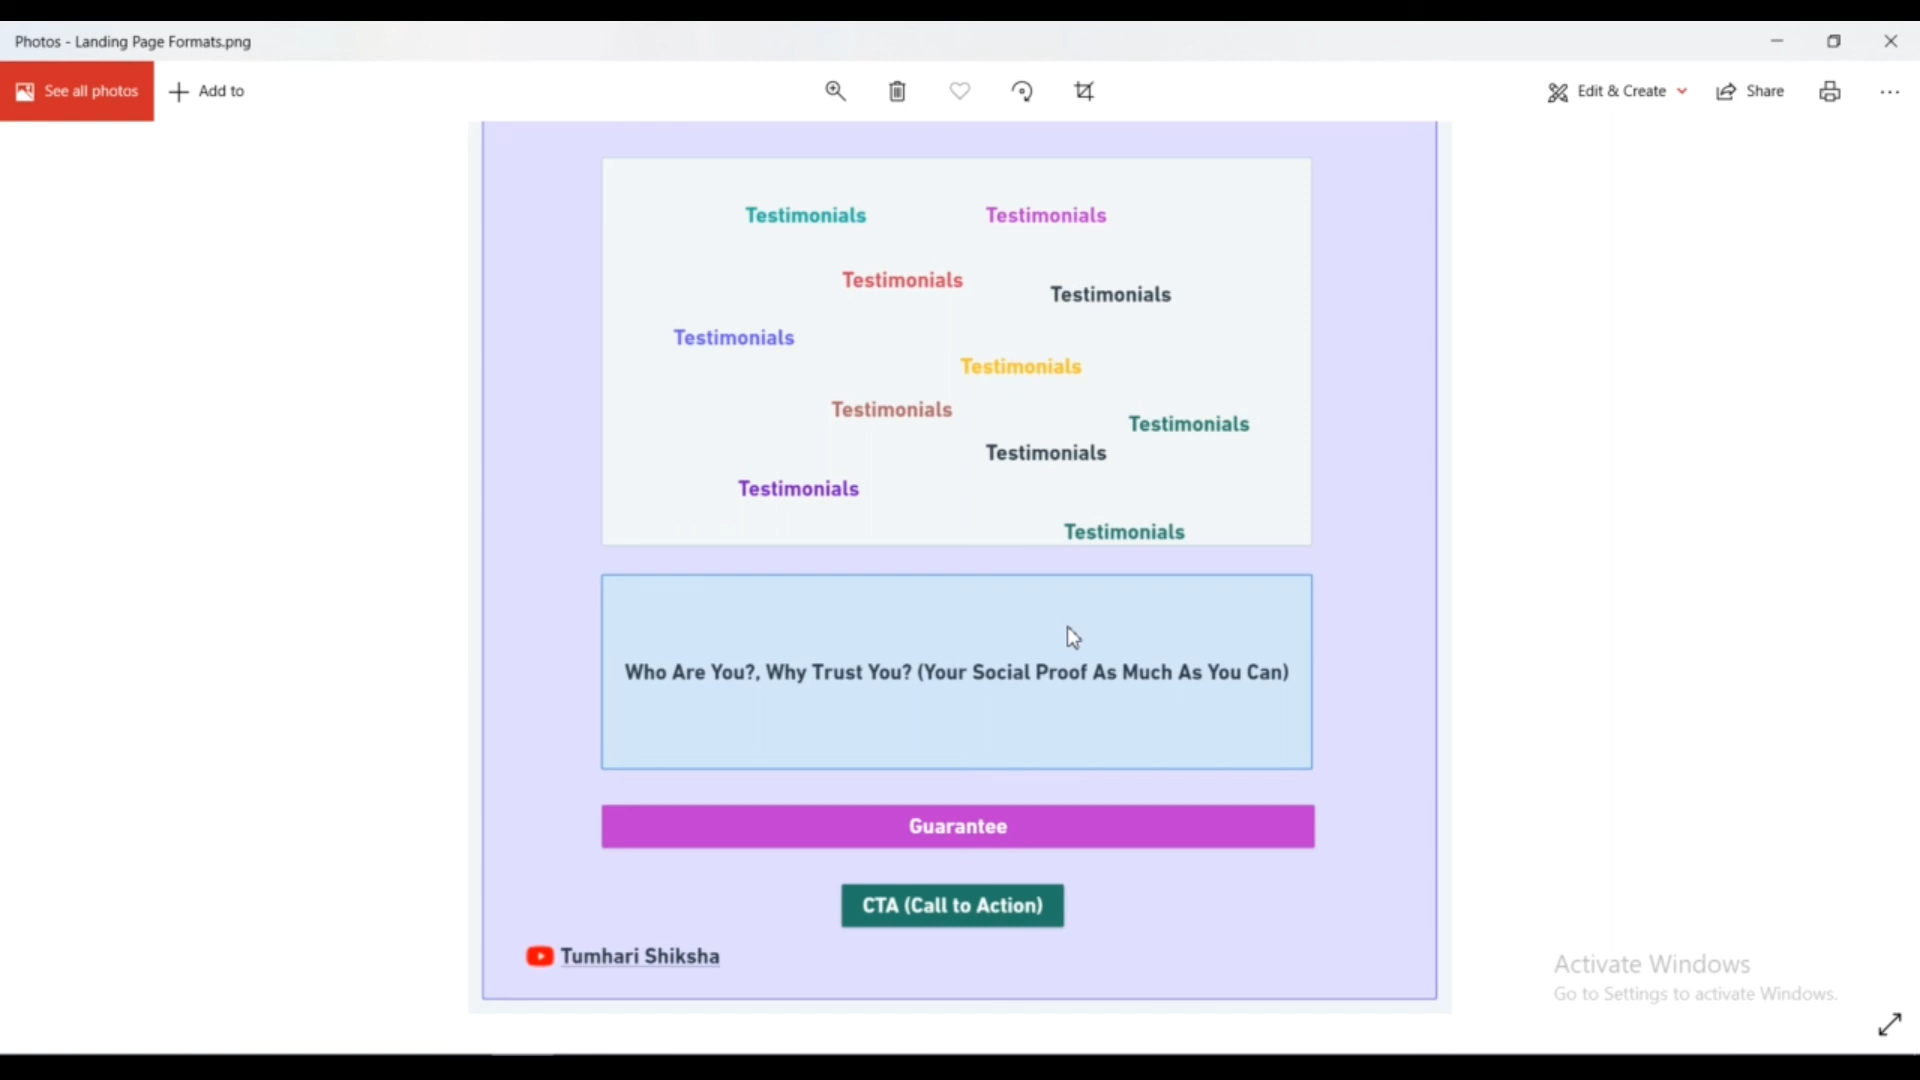 Photos - Landing Page Formats.png
See all photos
Add to
Edit & Create
Share
Testimonials
Testimonials
Testimonials
Testimonials
Testimonials
Testimonials
Testimonials
Testimonials
Testimonials
Testimonials
Testimonials
Who Are You?, Why Trust You? (Your Social Proof As Much As You Can)
Guarantee
CTA (Call to Action)
Tumhari Shiksha
Activate Windows
Go to Settings to activate Windows.